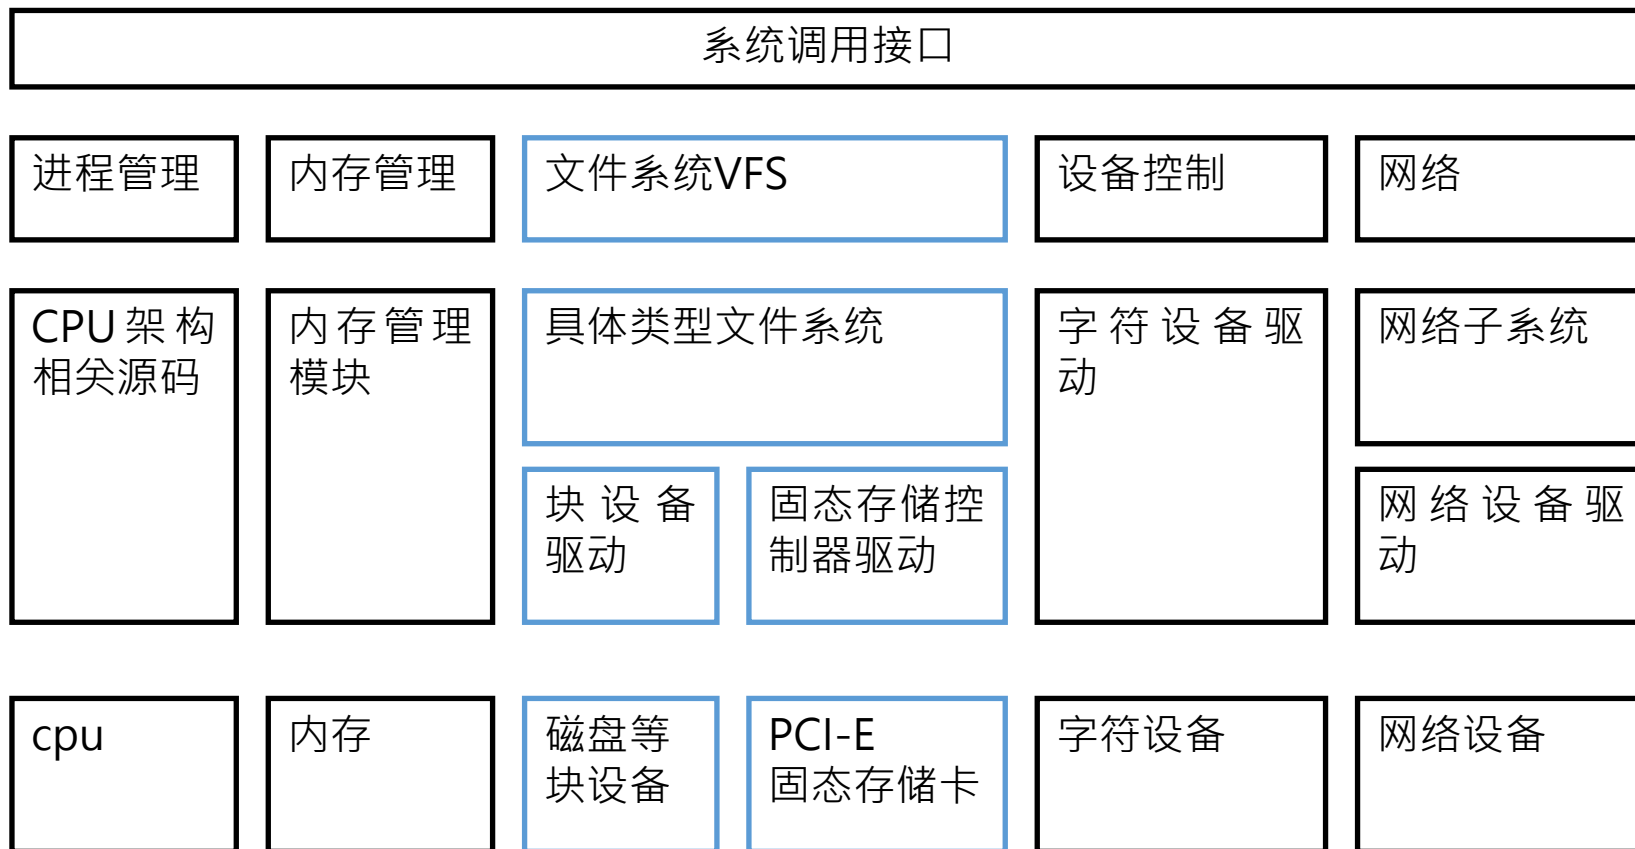 系统调用接口
进程管理
内存管理
文件系统VFS
设备控制
网络
CPU架构
相关源码
内存管理
模块
具体类型文件系统
字符设备驱
动
网络子系统
块设备
驱动
固态存储控
制器驱动
网络设备驱
动
cpu
内存
磁盘等
块设备
PCI-E
固态存储卡
字符设备
网络设备